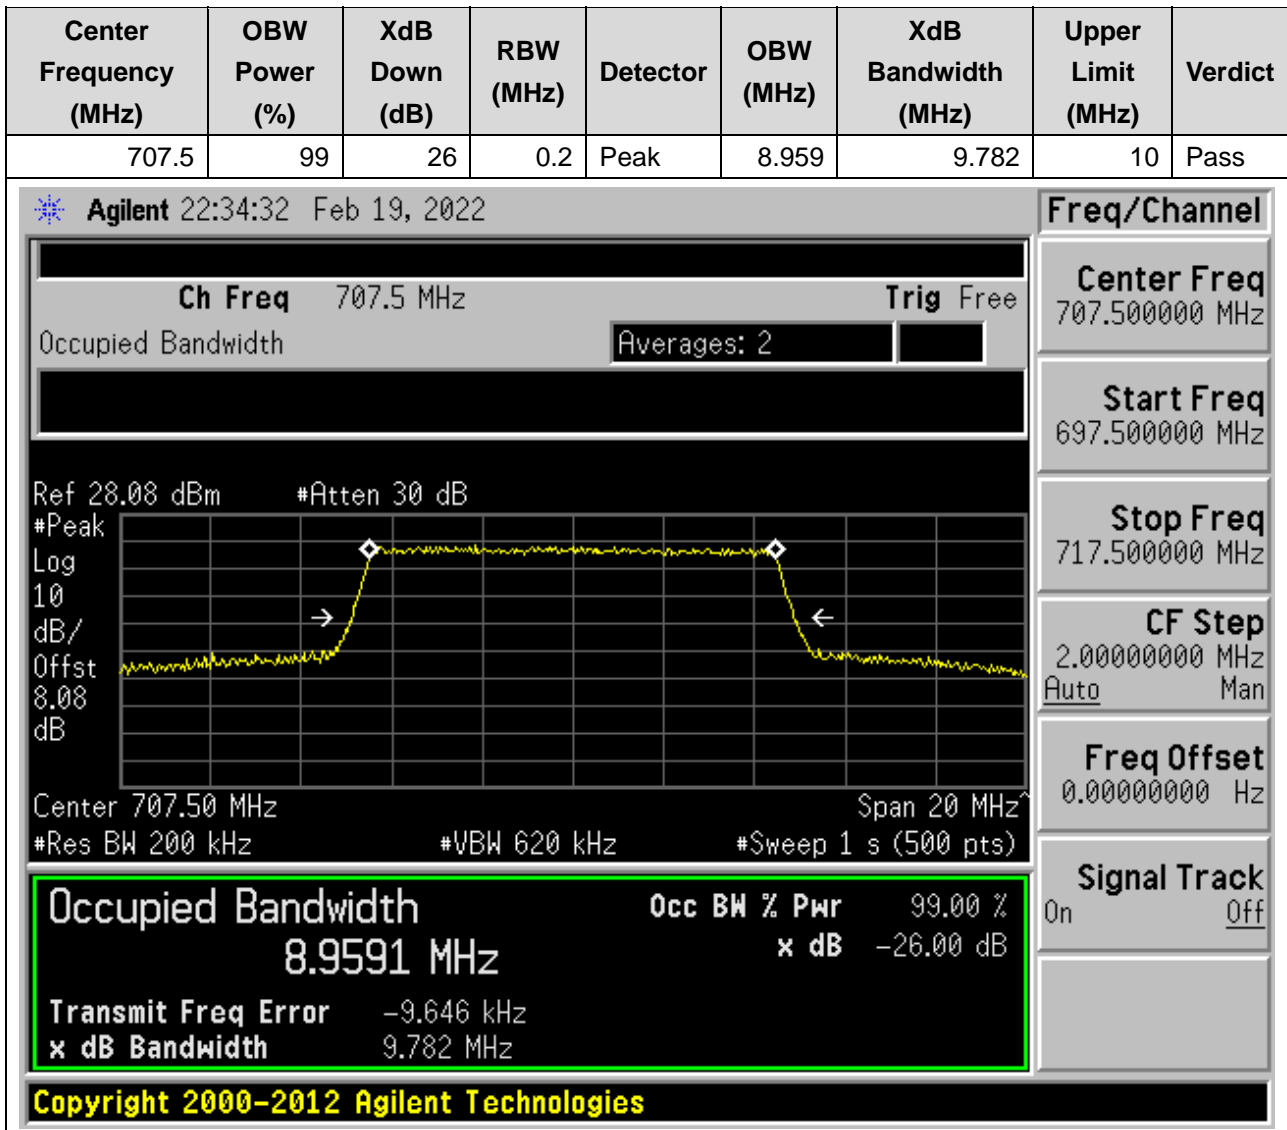 Center Frequency (MHz) OBW Power (%) XdB Down (dB) RBW (MHz) Detector OBW (MHz) XdB Bandwidth (MHz) Upper Limit (MHz) Verdict
707.5 99 26 0.2 Peak 8.959 9.782 10 Pass
Agilent 22:34:32 Feb 19, 2022
Ch Freq 707.5 MHz Trig Free
Occupied Bandwidth Averages: 2
Ref 28.08 dBm #Atten 30 dB
#Peak
Log
10
dB/
Offst
8.08
dB
Center 707.50 MHz Span 20 MHz^
#Res BW 200 kHz #VBW 620 kHz #Sweep 1 s (500 pts)
Occupied Bandwidth Occ BW % Pwr 99.00 %
8.9591 MHz x dB -26.00 dB
Transmit Freq Error -9.646 kHz
x dB Bandwidth 9.782 MHz
Copyright 2000-2012 Agilent Technologies
Freq/Channel
Center Freq
707.500000 MHz
Start Freq
697.500000 MHz
Stop Freq
717.500000 MHz
CF Step
2.00000000 MHz
Auto Man
Freq Offset
0.00000000 Hz
Signal Track
On Off